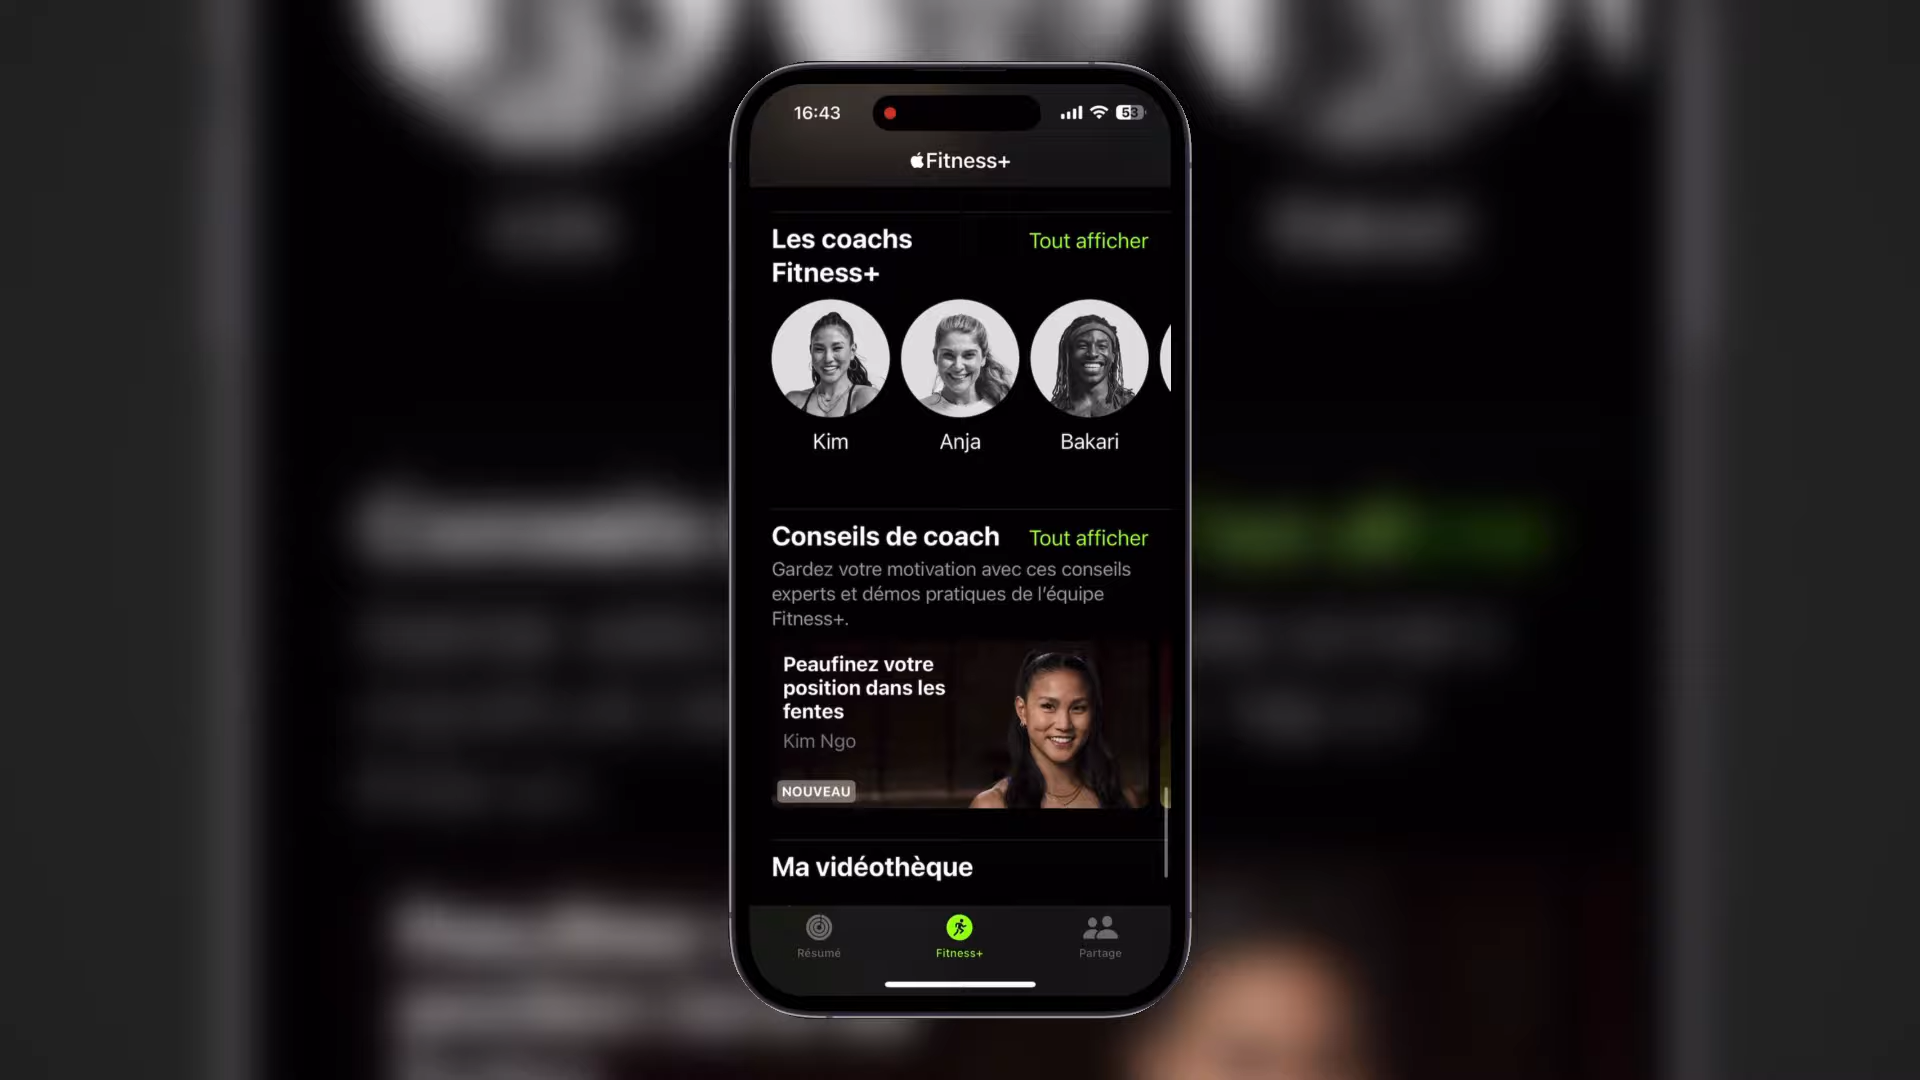 16:43
53
Fitness+
Les coachs
Fitness+
Tout afficher
Kim
Anja
Bakari
Conseils de coach
Tout afficher
Gardez votre motivation avec ces conseils
experts et démos pratiques de l'équipe
Fitness+.
Peaufinez votre
position dans les
fentes
Kim Ngo
NOUVEAU
Ma vidéothèque
Résumé
Fitness+
Partage